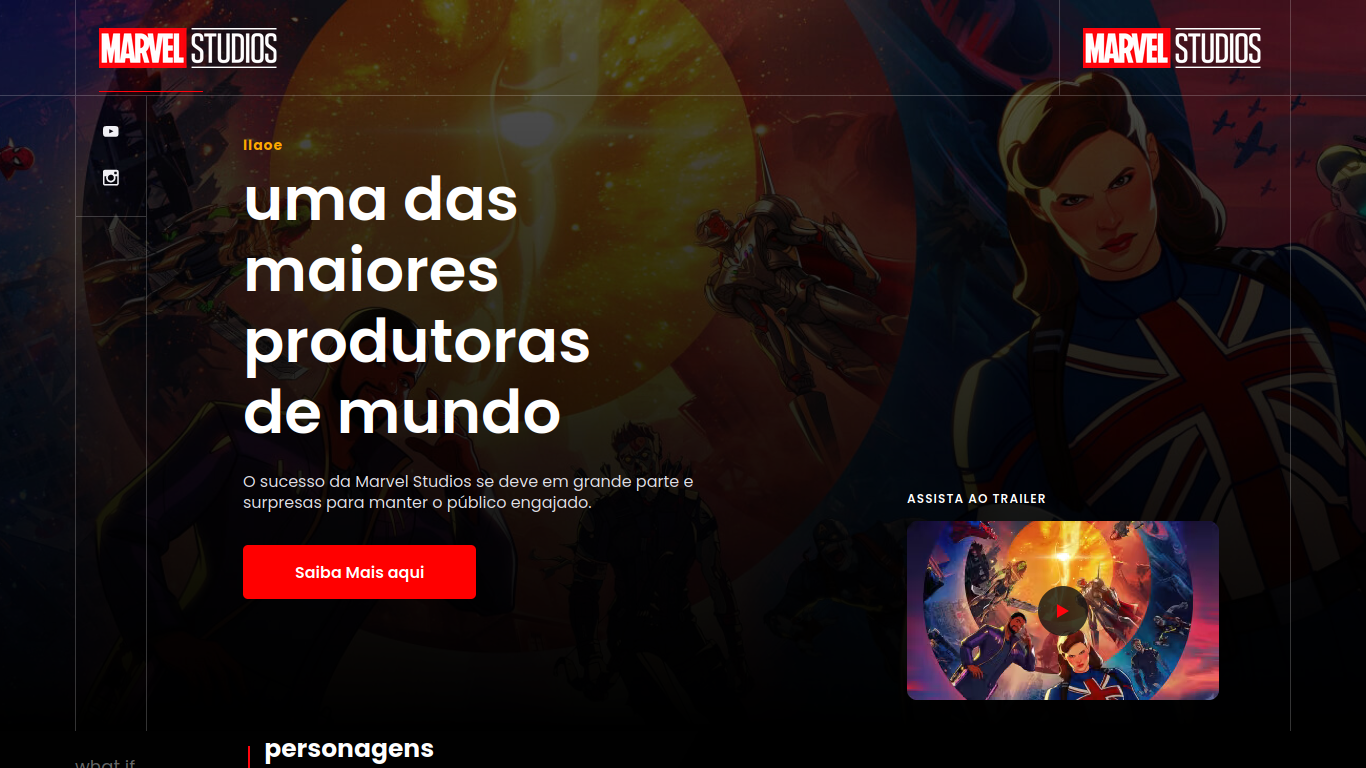 MARVEL STUDIOS
MARVEL STUDIOS
llaoe
uma das
maiores
produtoras
de mundo
O sucesso da Marvel Studios se deve em grande parte e
surpresas para manter o público engajado.
Saiba Mais aqui
ASSISTA AO TRAILER
personagens
what if